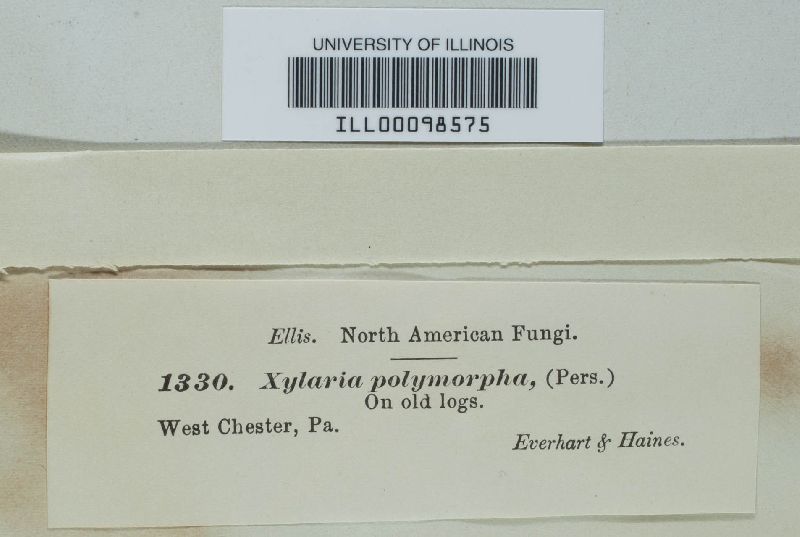 UNIVERSITY OF ILLINOIS
ILL00098575
Ellis. North American Fungi.
1330. Xylaria polymorpha, (Pers.)
On old logs.
West Chester, Pa.
Everhart & Haines.